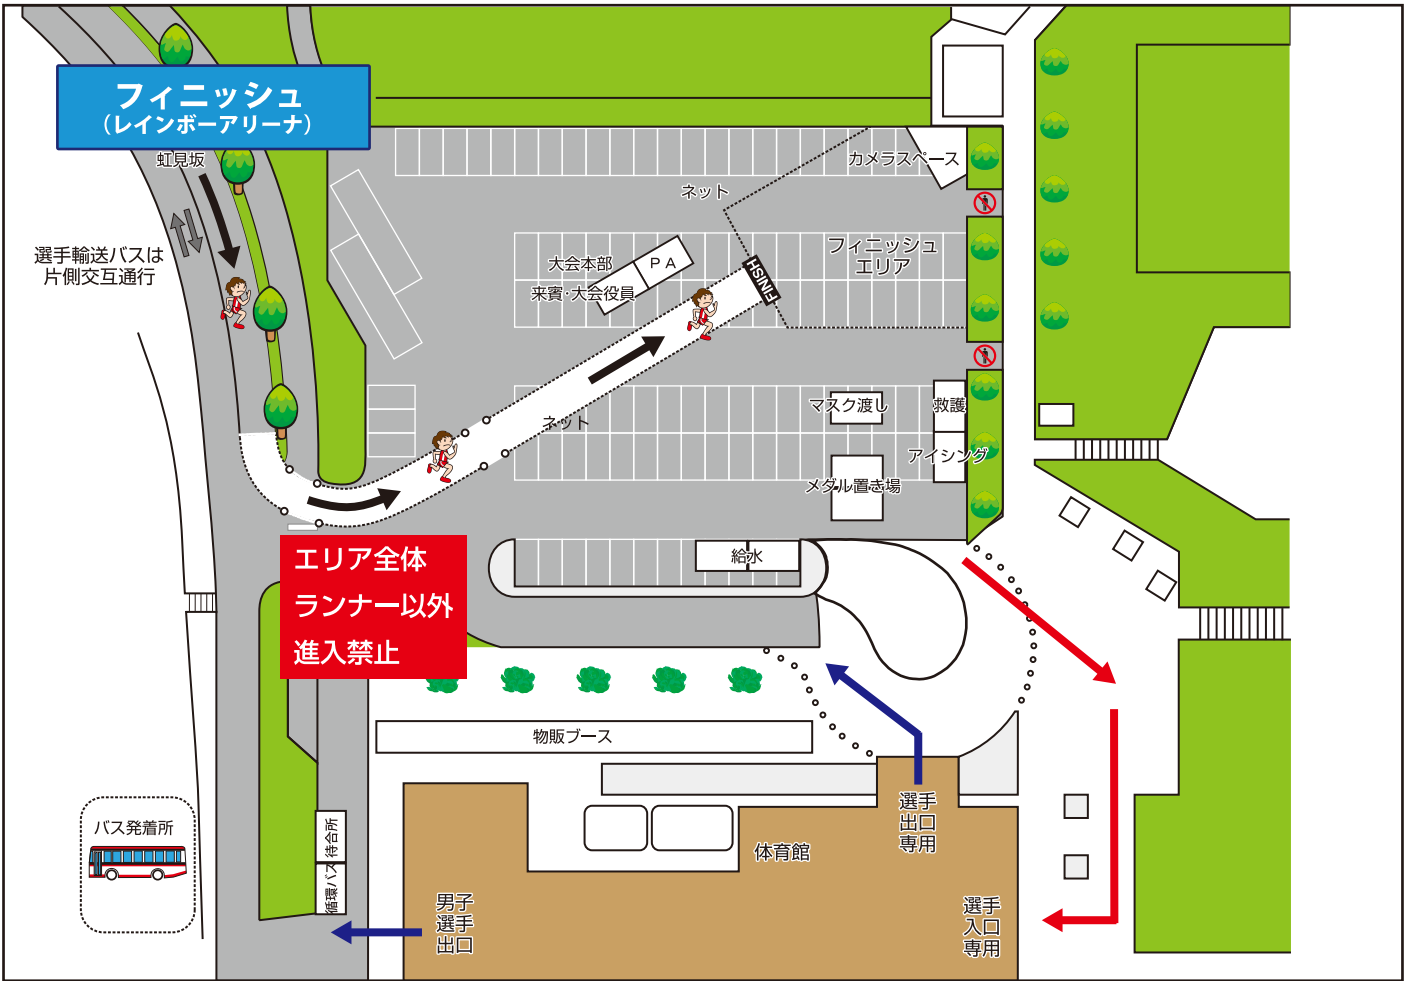 フィニッシュ
（レインボーアリーナ）
虹見坂
選手輸送バスは
片側交互通行
カメラスペース
ネット
大会本部
PA
来賓・大会役員
フィニッシュ
エリア
FINISH
ネット
マスク渡し
救護
アイシング
メダル置き場
給水
エリア全体
ランナー以外
進入禁止
物販ブース
バス発着所
待合所
循環バス
体育館
選手
出口
専用
男子
選手
出口
選手
入口
専用